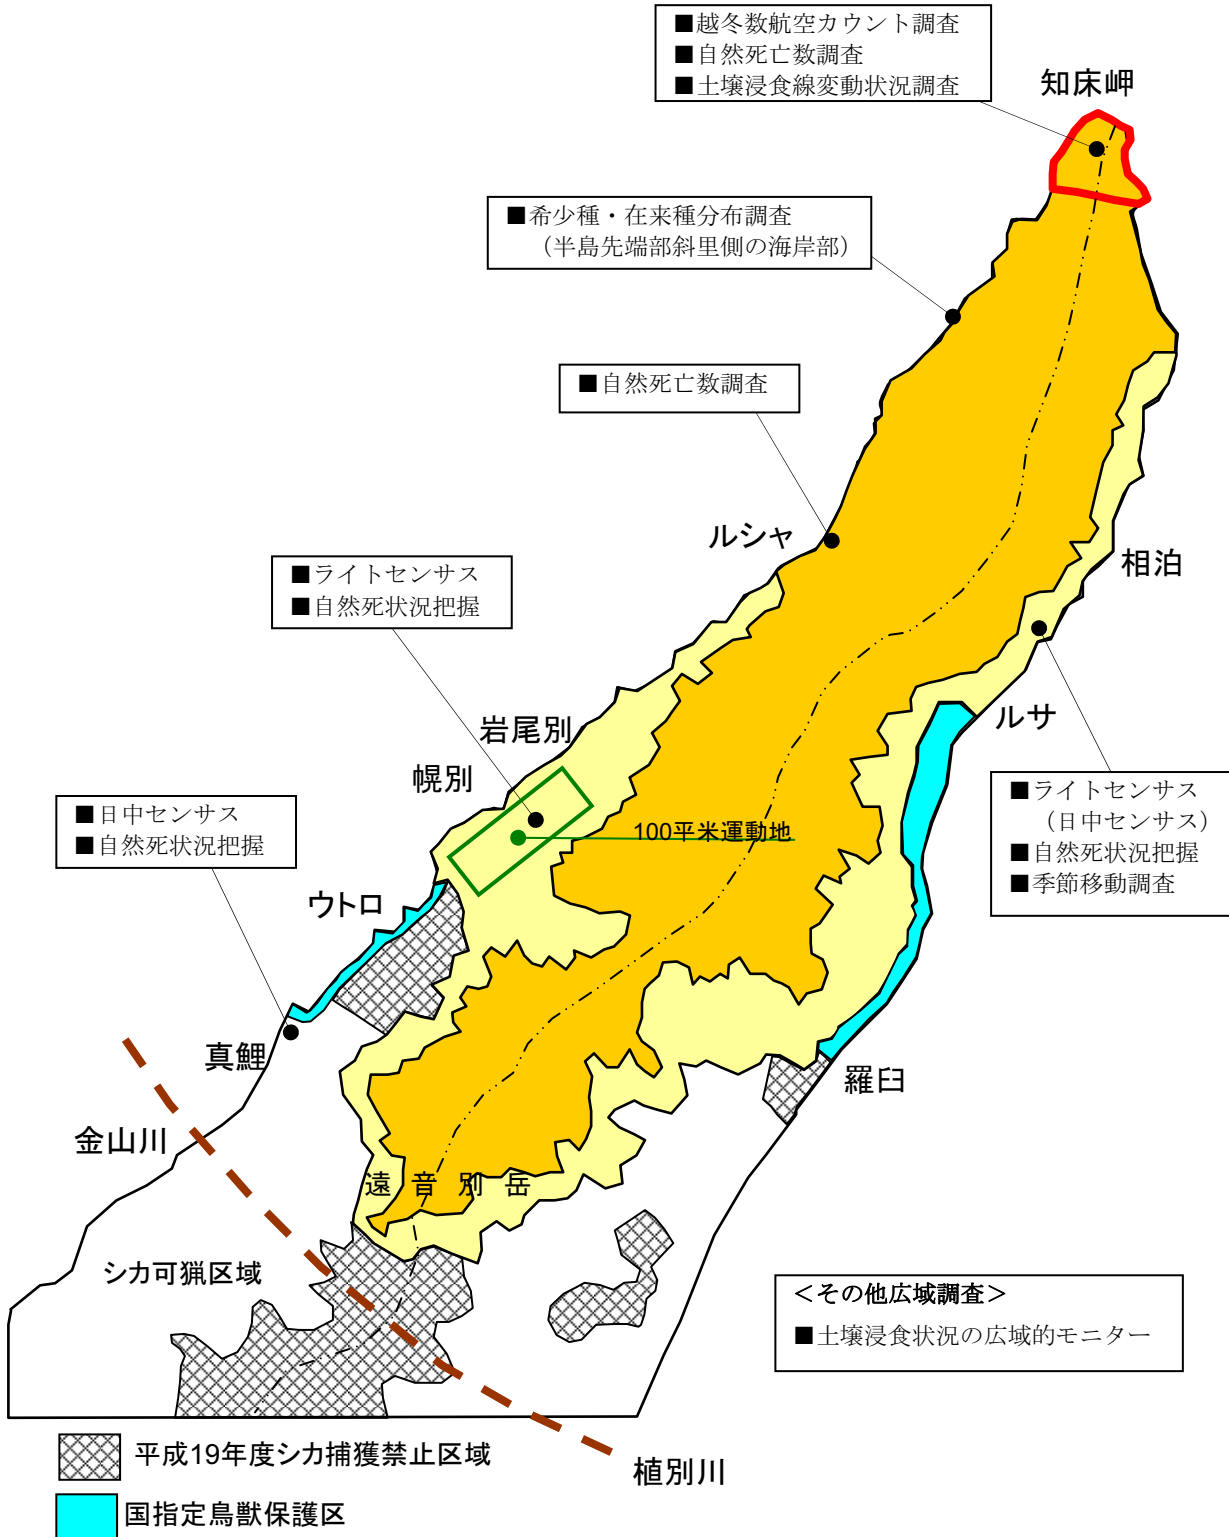 ■越冬数航空カウント調査
■自然死亡数調査
■土壌浸食線変動状況調査
知床岬
■希少種・在来種分布調査
（半島先端部斜里側の海岸部）
■自然死亡数調査
ルシャ
相泊
■ライトセンサス
■自然死状況把握
ルサ
岩尾別
幌別
■ライトセンサス
（日中センサス）
■自然死状況把握
■季節移動調査
■日中センサス
■自然死状況把握
100平米運動地
ウトロ
真鯉
羅臼
金山川
遠音別岳
シカ可猟区域
＜その他広域調査＞
■土壌浸食状況の広域的モニター
平成19年度シカ捕獲禁止区域
植別川
国指定鳥獣保護区